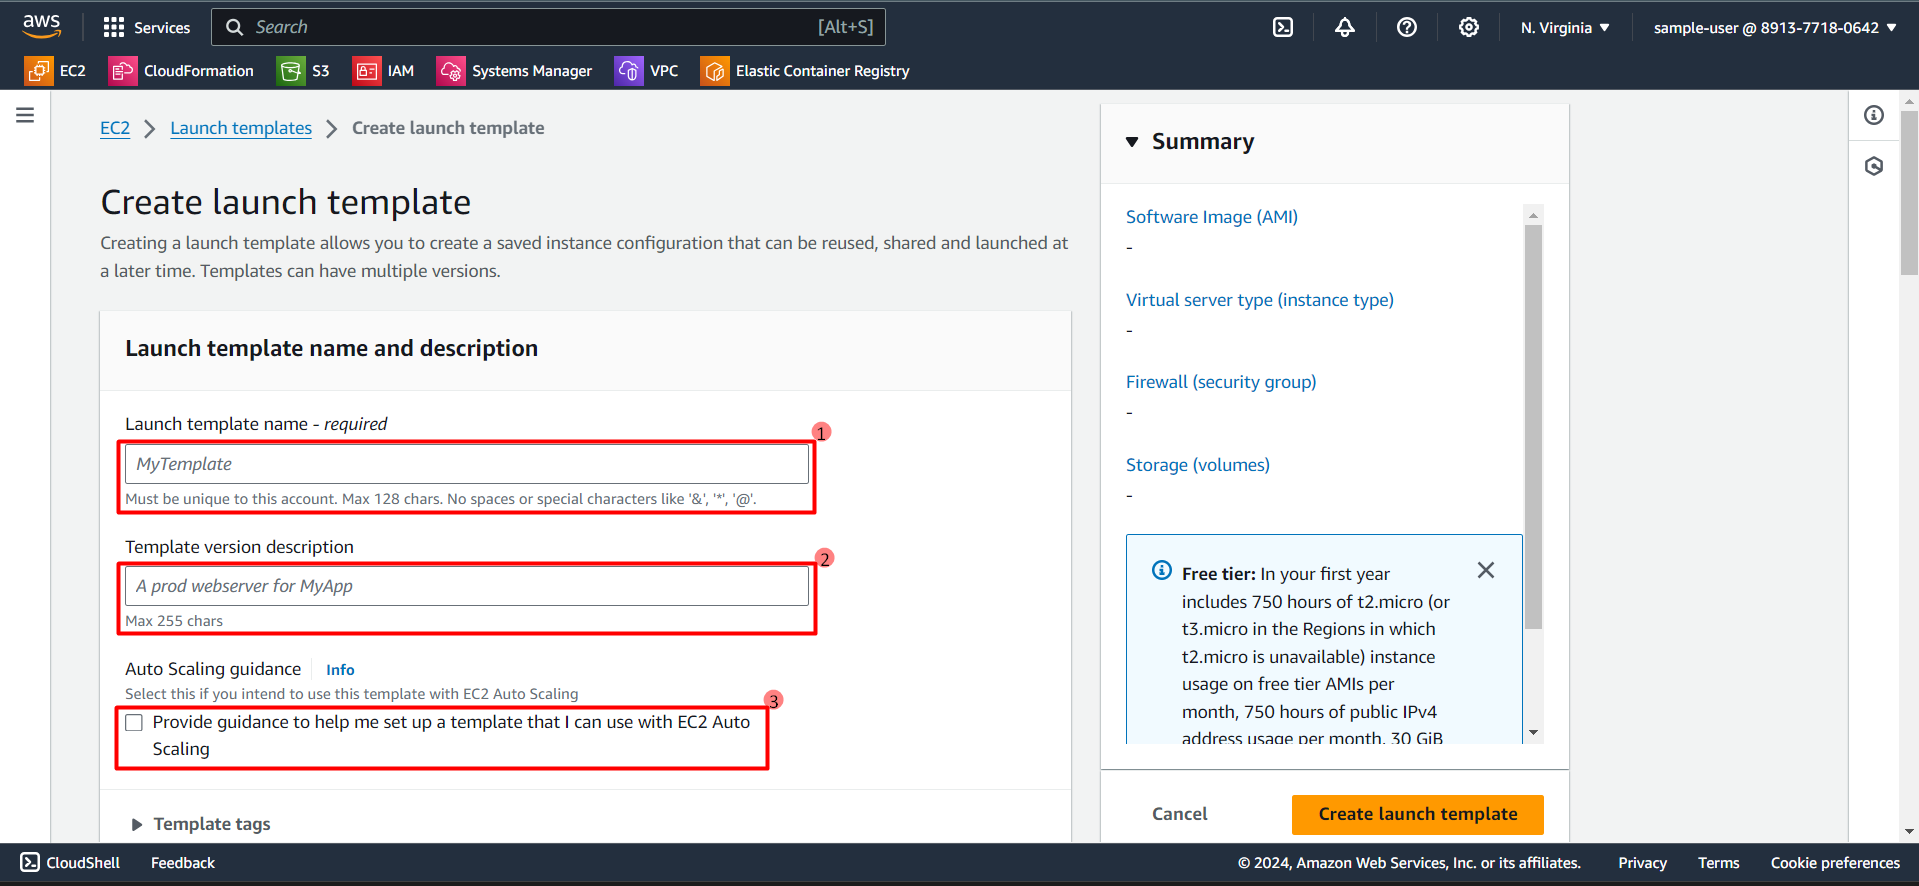 aws
Services
Search
[Alt+S]
N. Virginia
sample-user @ 8913-7718-0642
EC2
CloudFormation
S3
IAM
Systems Manager
VPC
Elastic Container Registry
EC2
Launch templates
Create launch template
Create launch template
Creating a launch template allows you to create a saved instance configuration that can be reused, shared and launched at
a later time. Templates can have multiple versions.
Launch template name and description
Launch template name - required
1
MyTemplate
Must be unique to this account. Max 128 chars. No spaces or special characters like '&', '*', '@'.
Template version description
2
A prod webserver for MyApp
Max 255 chars
Auto Scaling guidance
Info
Select this if you intend to use this template with EC2 Auto Scaling
3
Provide guidance to help me set up a template that I can use with EC2 Auto
Scaling
Template tags
Summary
Software Image (AMI)
-
Virtual server type (instance type)
-
Firewall (security group)
-
Storage (volumes)
-
Free tier: In your first year
includes 750 hours of t2.micro (or
t3.micro in the Regions in which
t2.micro is unavailable) instance
usage on free tier AMIs per
month, 750 hours of public IPv4
address usage per month, 30 GiB
Cancel
Create launch template
CloudShell
Feedback
© 2024, Amazon Web Services, Inc. or its affiliates.
Privacy
Terms
Cookie preferences